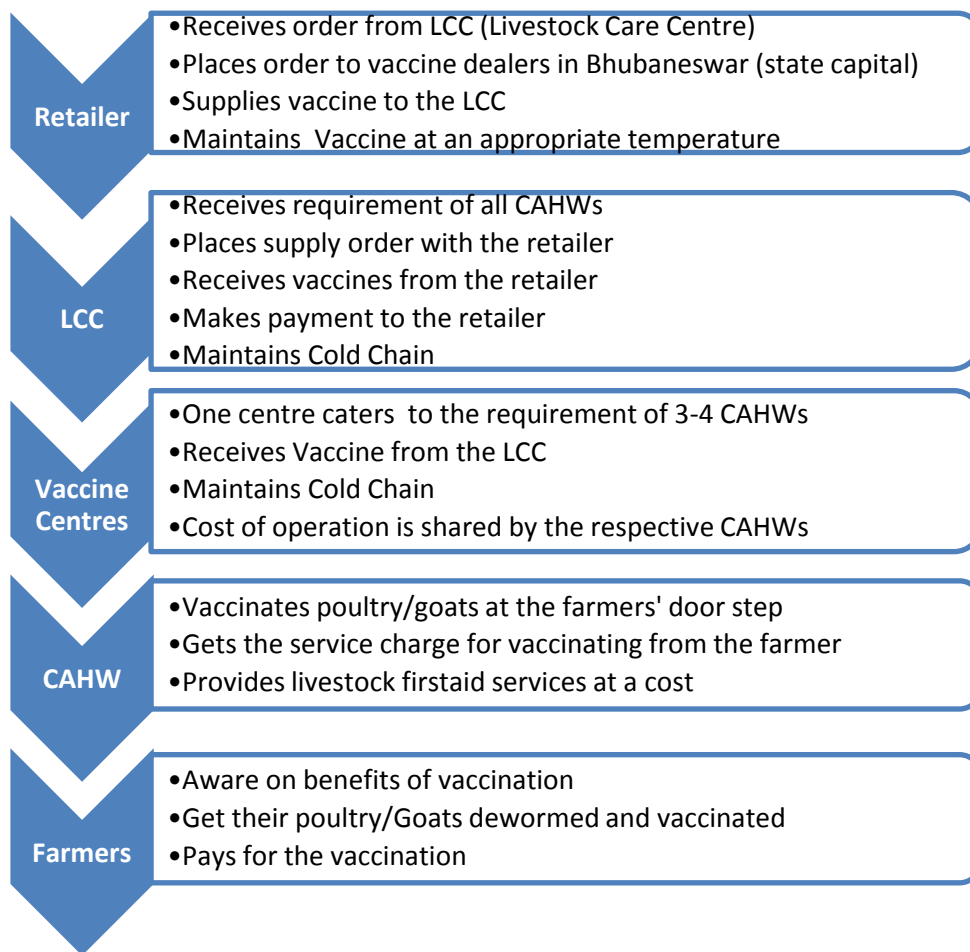 Retailer
•Receives order from LCC (Livestock Care Centre)
•Places order to vaccine dealers in Bhubaneswar (state capital)
•Supplies vaccine to the LCC
•Maintains  Vaccine at an appropriate temperature
LCC
•Receives requirement of all CAHWs
•Places supply order with the retailer
•Receives vaccines from the retailer
•Makes payment to the retailer
•Maintains Cold Chain
Vaccine
Centres
•One centre caters  to the requirement of 3-4 CAHWs
•Receives Vaccine from the LCC
•Maintains Cold Chain
•Cost of operation is shared by the respective CAHWs
CAHW
•Vaccinates poultry/goats at the farmers' door step
•Gets the service charge for vaccinating from the farmer
•Provides livestock firstaid services at a cost
Farmers
•Aware on benefits of vaccination
•Get their poultry/Goats dewormed and vaccinated
•Pays for the vaccination